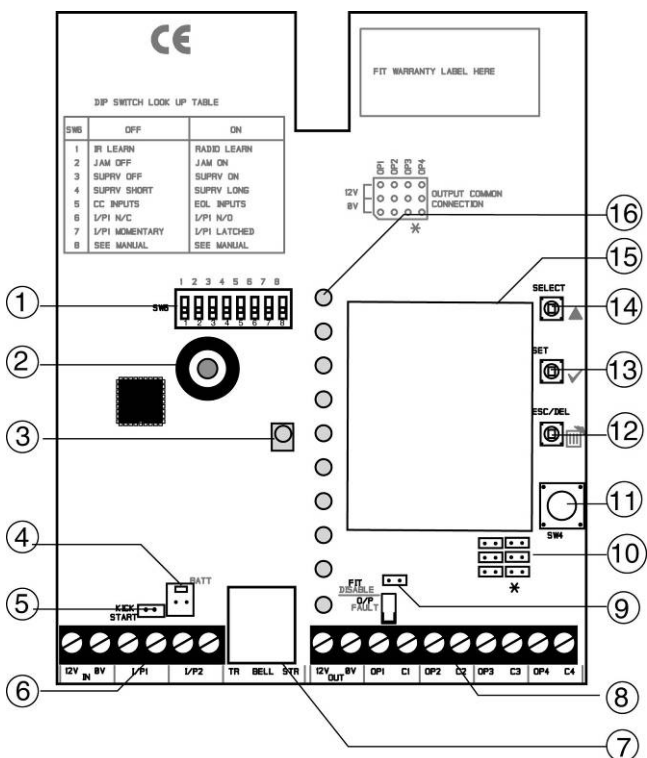 CE
FIT WARRANTY LABEL HERE
DIP SWITCH LOOK UP TABLE
SW6 OFF ON
1 IR LEARN RADIO LEARN
2 JAM OFF JAM ON
3 SUPRV OFF SUPRV ON
4 SUPRV SHORT SUPRV LONG
5 CC INPUTS EOL INPUTS
6 I/P1 N/C I/P1 N/O
7 I/P1 MOMENTARY I/P1 LATCHED
8 SEE MANUAL SEE MANUAL
OP1 OP2 OP3 OP4
12V
0V
OUTPUT COMMON
CONNECTION
*
16
15
1 2 3 4 5 6 7 8
SW6
1 2 3 4 5 6 7 8
1
SELECT
14
2
SET
13
3
ESC/DEL
12
11
SW4
4
BATT
10
*
5
KICK
START
FIT
DISABLE
O/P
FAULT
9
12V 0V I/P1 I/P2 TR BELL STR 12V 0V OP1 C1 OP2 C2 OP3 C3 OP4 C4
IN OUT
6
8
7